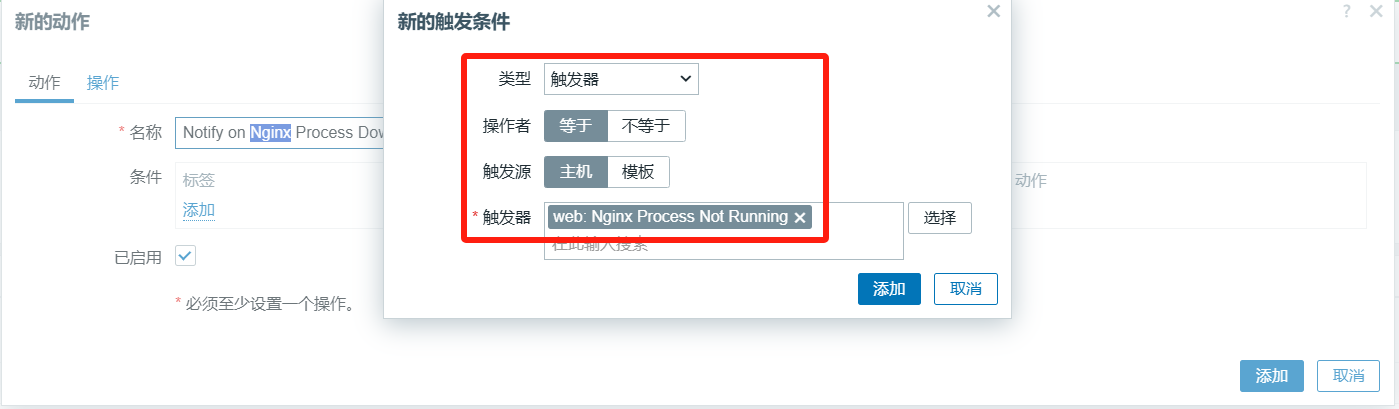 新的动作
?
动作
操作
* 名称
Notify on Nginx Process Dow
条件
标签
动作
添加
已启用
* 必须至少设置一个操作。
添加
取消
新的触发条件
类型
触发器
操作者
等于
不等于
触发源
主机
模板
* 触发器
web: Nginx Process Not Running
选择
在此输入搜索
添加
取消